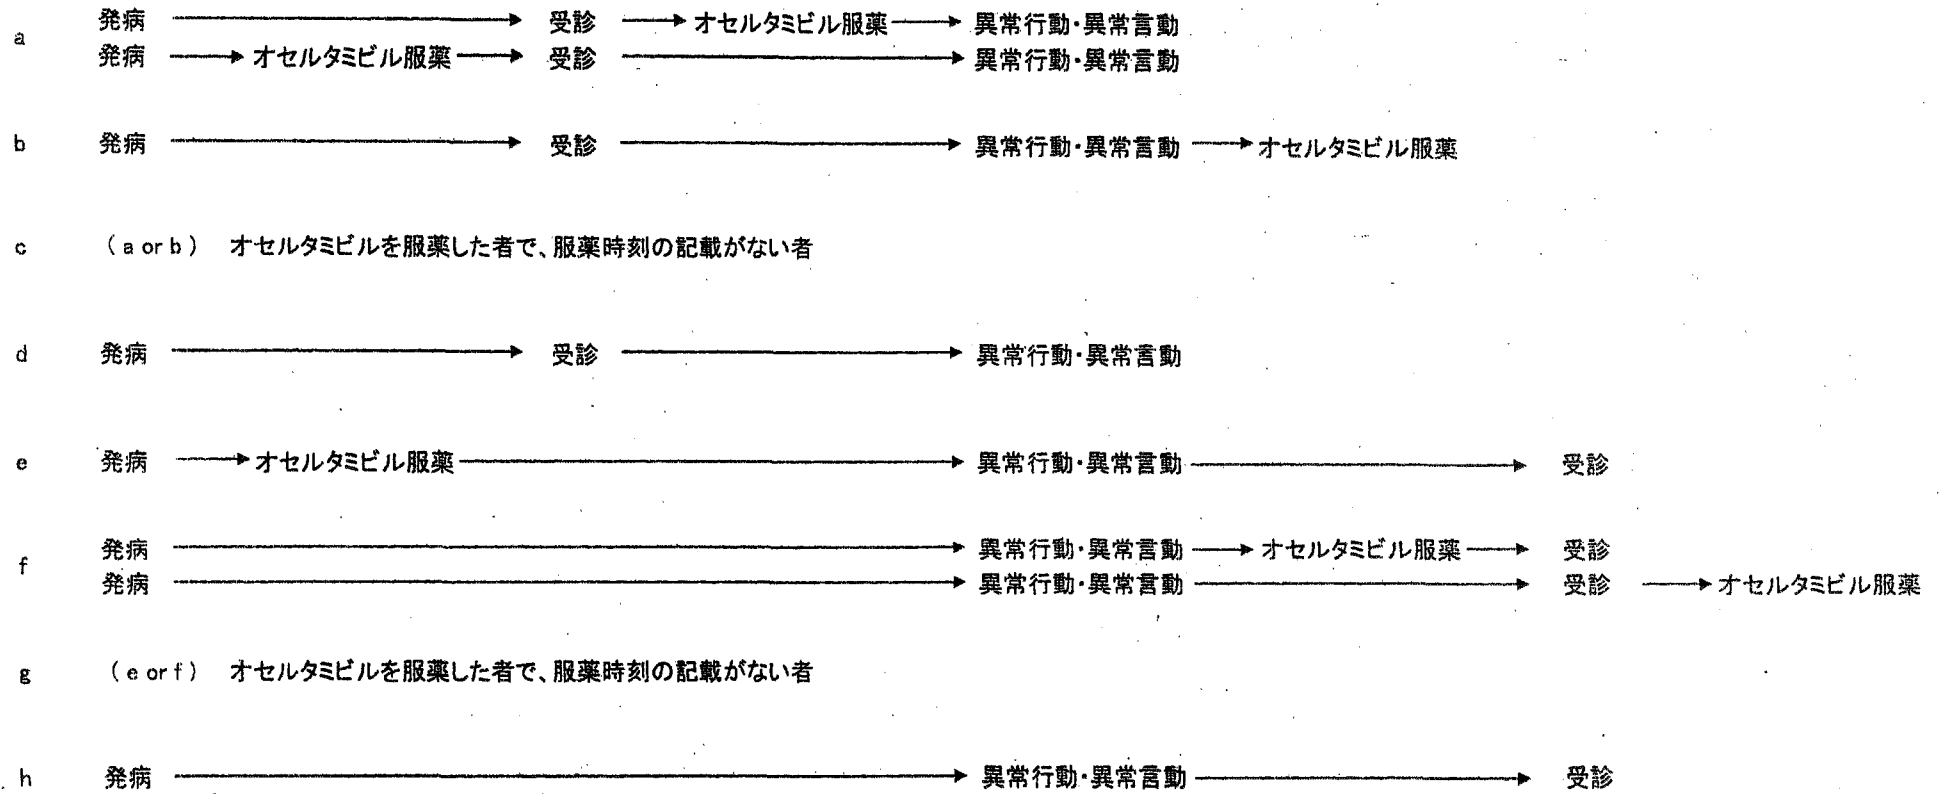 a
発病 → 受診 → オセルタミビル服薬 → 異常行動・異常言動
発病 → オセルタミビル服薬 → 受診 → 異常行動・異常言動
b 発病 → 受診 → 異常行動・異常言動 → オセルタミビル服薬
c (a or b) オセルタミビルを服薬した者で、服薬時刻の記載がない者
d 発病 → 受診 → 異常行動・異常言動
e 発病 → オセルタミビル服薬 → 異常行動・異常言動 → 受診
f
発病 → 異常行動・異常言動 → オセルタミビル服薬 → 受診
発病 → 異常行動・異常言動 → 受診 → オセルタミビル服薬
g (e or f) オセルタミビルを服薬した者で、服薬時刻の記載がない者
h 発病 → 異常行動・異常言動 → 受診